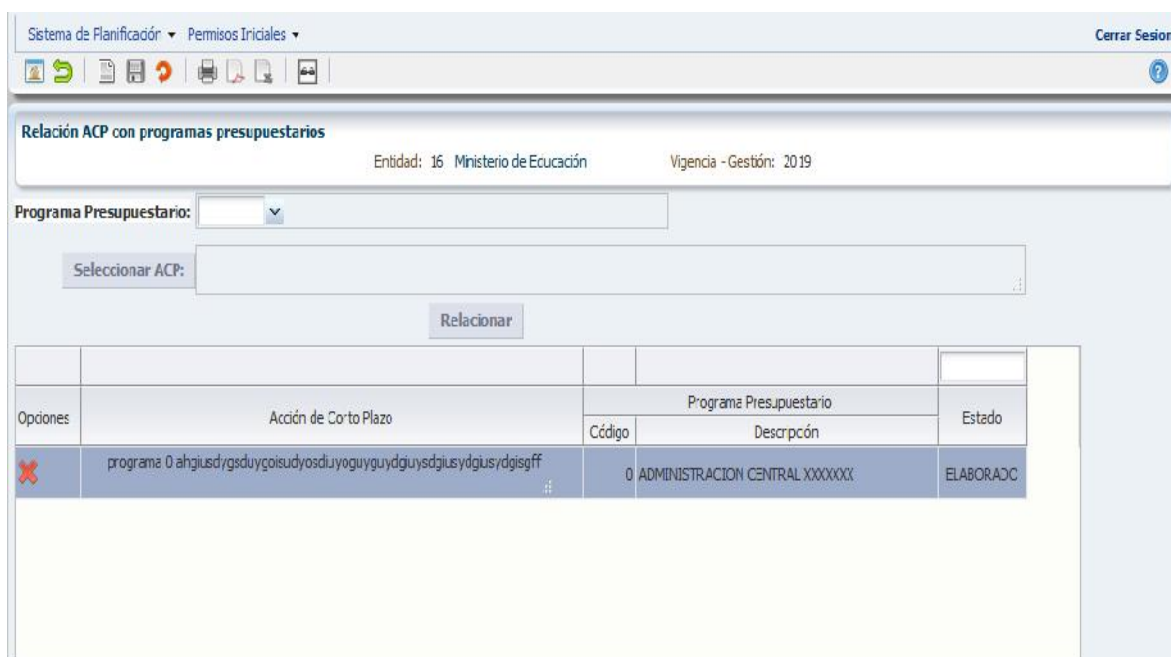 Sistema de Planificación Permisos Iniciales Cerrar Sesion
Relación ACP con programas presupuestarios
Entidad: 16 Ministerio de Ecucación Vigencia - Gestión: 2019
Programa Presupuestario:
Seleccionar ACP:
Relacionar
Opciones Acción de Corto Plazo Programa Presupuestario Estado
Código Descripción
programa 0 0 ADMINISTRACION CENTRAL XXXXXXX ELABORADO